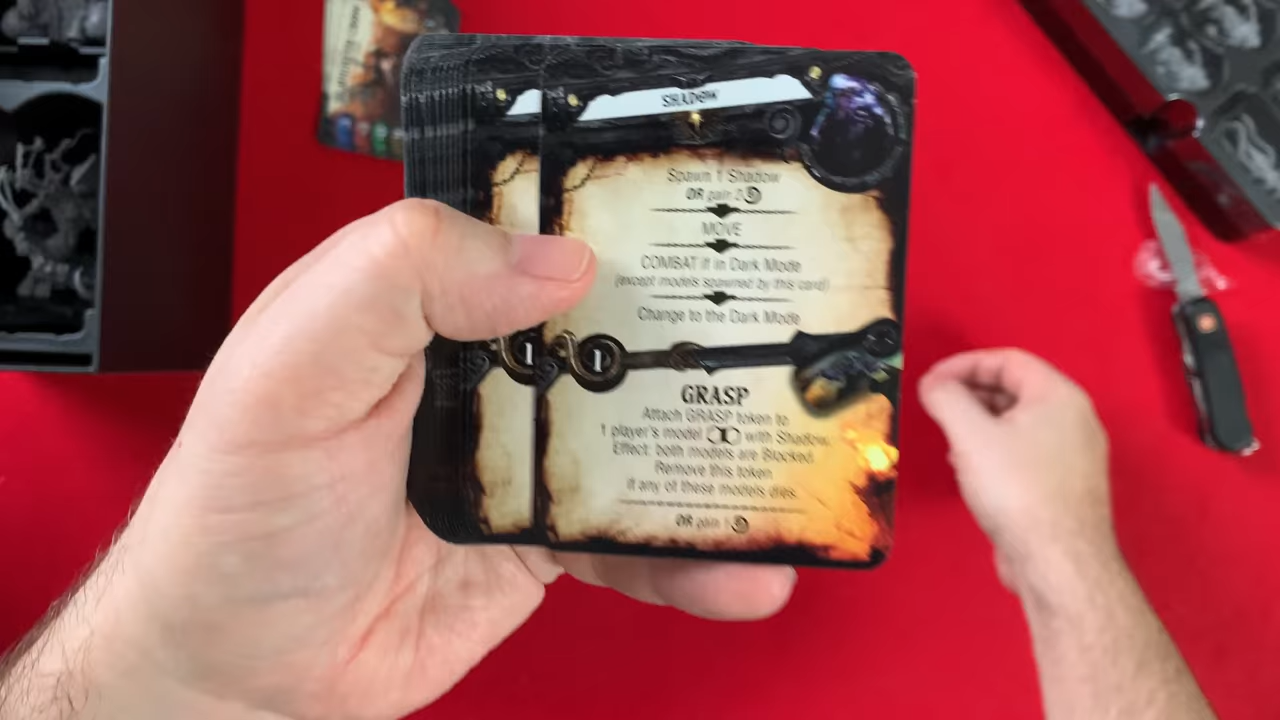 SHADOW
Spawn 1 Shadow
OR gain 2
MOVE
COMBAT if in Dark Mode
(except models spawned by this card)
Change to the Dark Mode
1 1
GRASP
Attach GRASP token to
1 player's model with Shadow.
Effect: both models are Blocked.
Remove this token
if any of these models dies.
OR gain 1